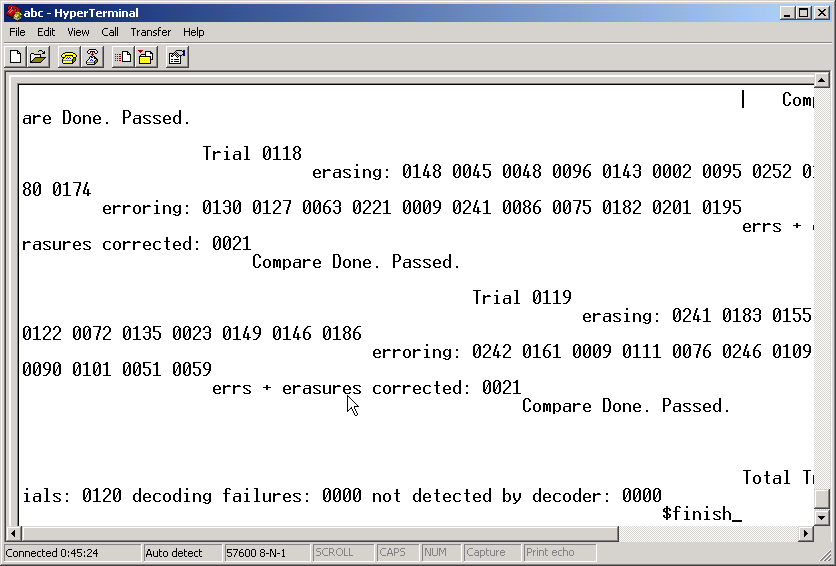 abc - HyperTerminal
File Edit View Call Transfer Help
are Done. Passed.
Trial 0118
erasing: 0148 0045 0048 0096 0143 0002 0095 0252
80 0174
erroring: 0130 0127 0063 0221 0009 0241 0086 0075 0182 0201 0195
errs +
rasures corrected: 0021
Compare Done. Passed.
Trial 0119
erasing: 0241 0183 0155
0122 0072 0135 0023 0149 0146 0186
erroring: 0242 0161 0009 0111 0076 0246 0109
0090 0101 0051 0059
errs + erasures corrected: 0021
Compare Done. Passed.
Total
ials: 0120 decoding failures: 0000 not detected by decoder: 0000
$finish_
Connected 0:45:24 Auto detect 57600 8-N-1 SCROLL CAPS NUM Capture Print echo